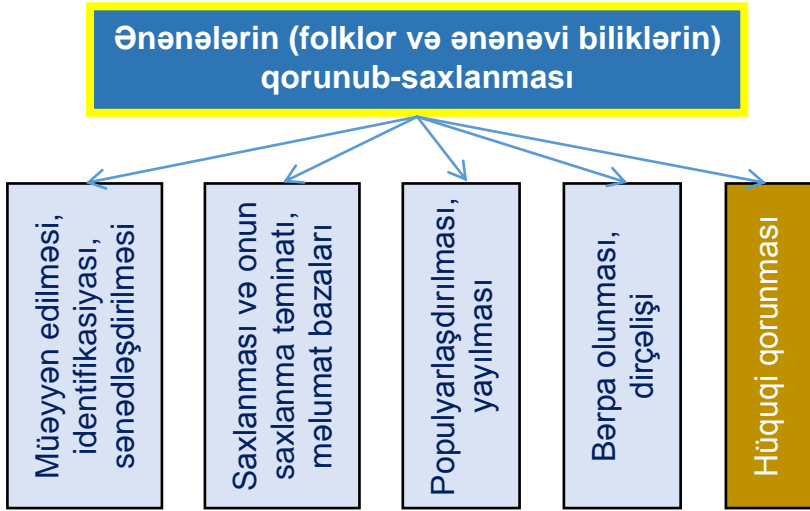 Ənənələrin (folklor və ənənəvi biliklərin)
qorunub-saxlanması
Müəyyən edilməsi,
identifikasiyası,
sənədləşdirilməsi
Saxlanması və onun
saxlanma təminatı,
məlumat bazaları
Populyarlaşdırılması,
yayılması
Bərpa olunması,
dirçəlişi
Hüquqi qorunması